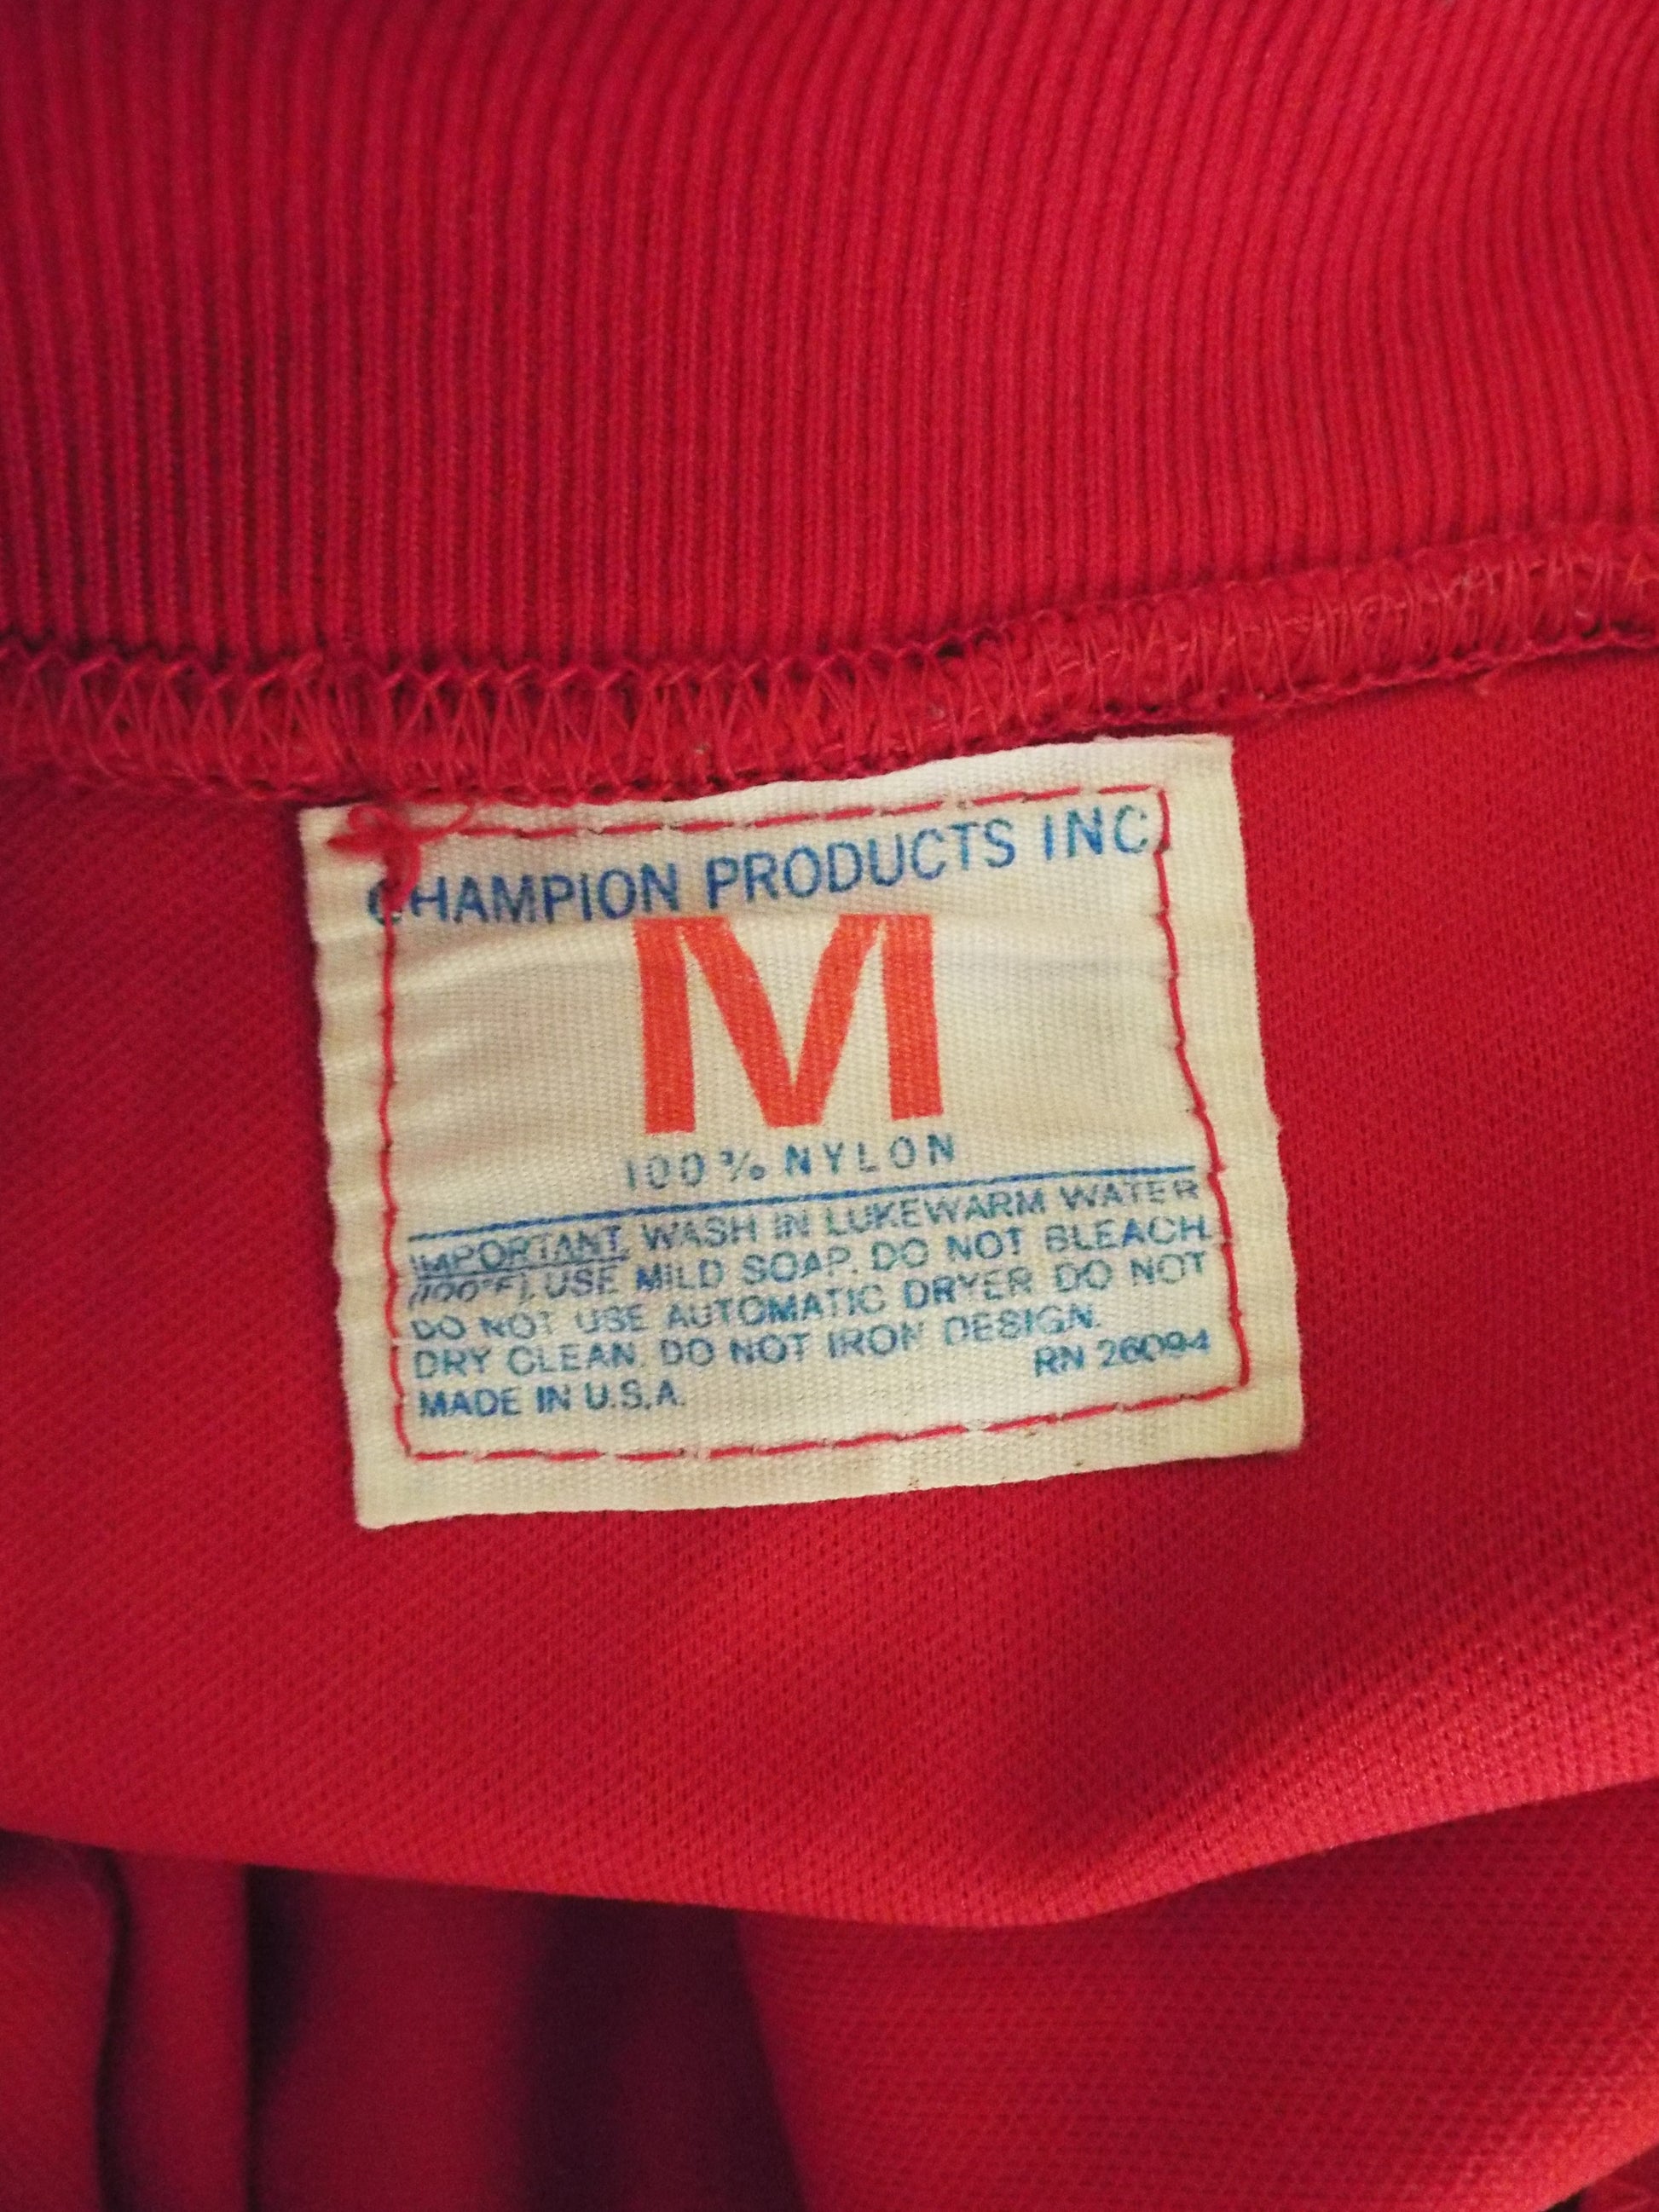 CHAMPION PRODUCTS INC.
M
100% NYLON
IMPORTANT. WASH IN LUKEWARM WATER
(100°F). USE MILD SOAP. DO NOT BLEACH.
DO NOT USE AUTOMATIC DRYER DO NOT
DRY CLEAN. DO NOT IRON DESIGN.
RN 26094
MADE IN U.S.A.